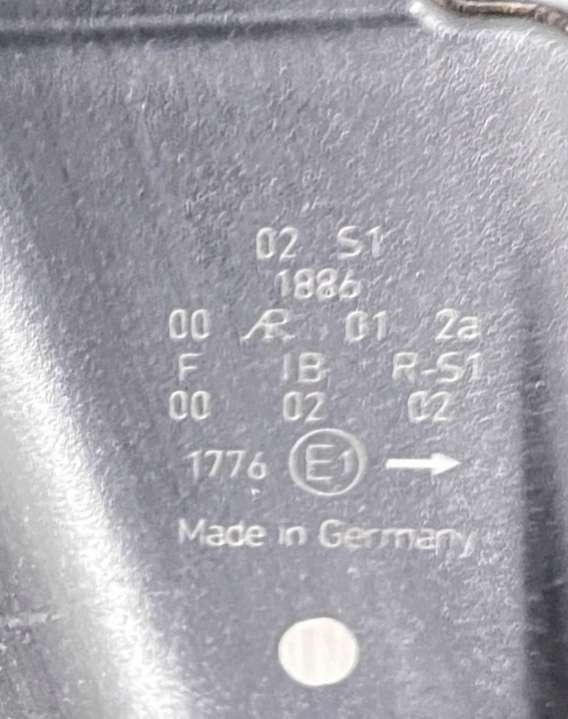 02 S1
1886
00 AR 01 2a
F IB R-S1
00 02 02
1776 E1 →
Made in Germany